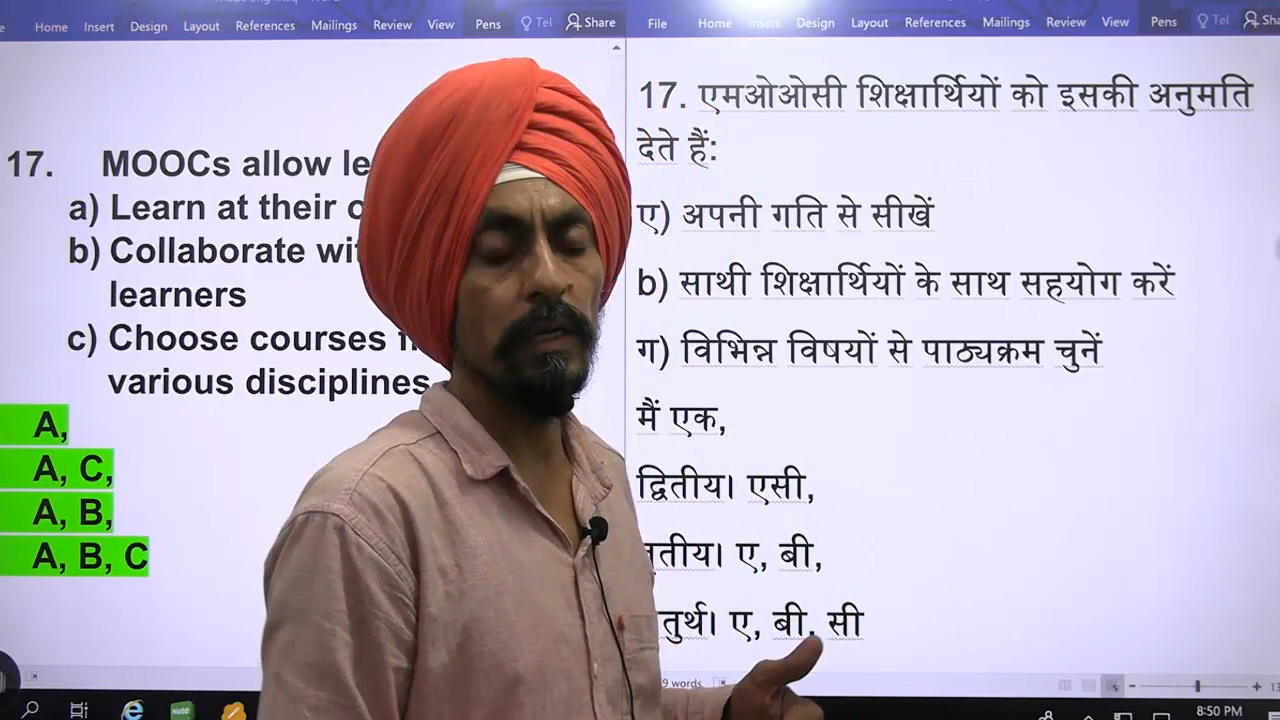 Home Insert Design Layout References Mailings Review View Pens Tel Share
File Home Insert Design Layout References Mailings Review View Pens Tel
17. MOOCs allow
a) Learn at their
b) Collaborate
learners
c) Choose courses
various disciplines
A,
A, C,
A, B,
A, B, C
17. एमओओसी शिक्षार्थियों को इसकी अनुमति
देते हैं:
ए) अपनी गति से सीखें
b) साथी शिक्षार्थियों के साथ सहयोग करें
ग) विभिन्न विषयों से पाठ्यक्रम चुनें
मैं एक,
द्वितीय। एसी,
ए, बी,
ए, बी, सी
words
8:50 PM